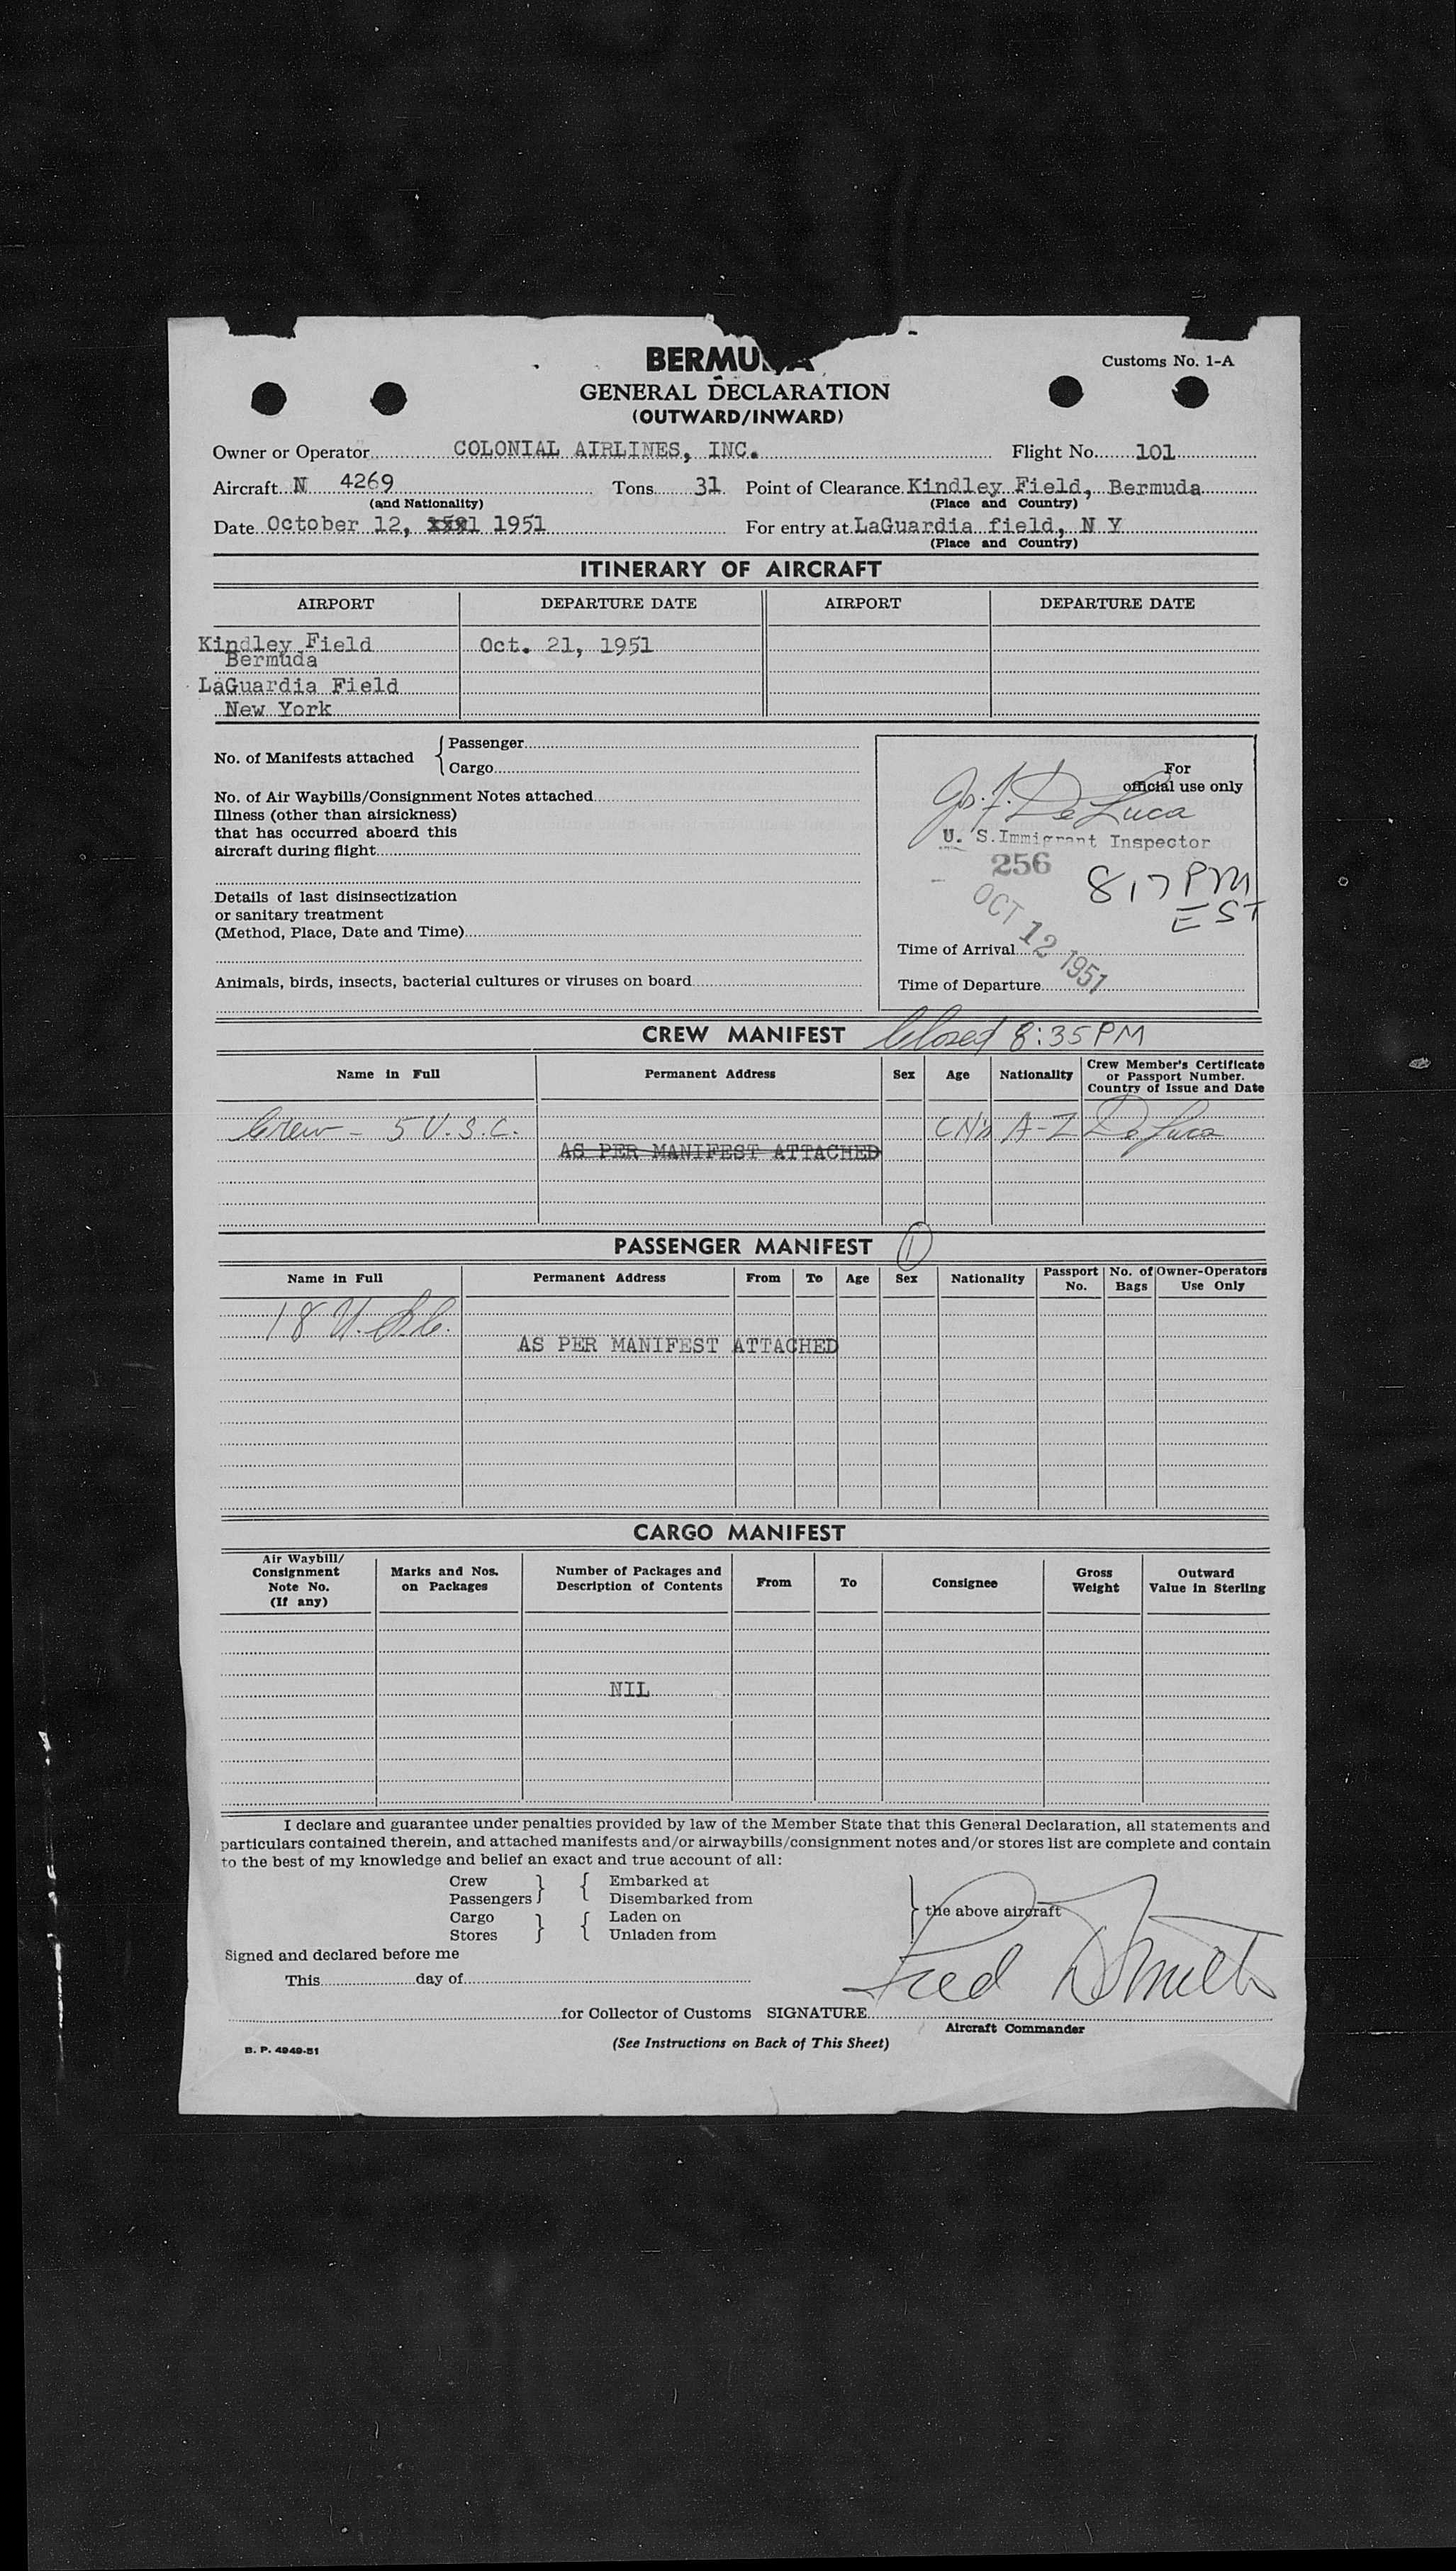 BERMUDA
Customs No. 1-A
GENERAL DECLARATION
(OUTWARD/INWARD)
Owner or Operator COLONIAL AIRLINES, INC. Flight No. 101
Aircraft N 4269 Tons 31 Point of Clearance Kindley Field, Bermuda
(and Nationality) (Place and Country)
Date October 12, 1951 For entry at LaGuardia field, N Y
(Place and Country)
ITINERARY OF AIRCRAFT
AIRPORT DEPARTURE DATE AIRPORT DEPARTURE DATE
Kindley Field Oct. 21, 1951
Bermuda
LaGuardia Field
New York
No. of Manifests attached { Passenger
Cargo
No. of Air Waybills/Consignment Notes attached
Illness (other than airsickness)
that has occurred aboard this
aircraft during flight
Details of last disinsectization
or sanitary treatment
(Method, Place, Date and Time)
Animals, birds, insects, bacterial cultures or viruses on board
For
official use only
Jos. F. De Luca
U. S. Immigrant Inspector
256
8,17 PM
EST
OCT 12 1951
Time of Arrival
Time of Departure
CREW MANIFEST Closed 8:35 PM
Name in Full Permanent Address Sex Age Nationality Crew Member's Certificate
or Passport Number.
Country of Issue and Date
Crew - 5 U.S.C. A-Z De Luca
AS PER MANIFEST ATTACHED
PASSENGER MANIFEST 1
Name in Full Permanent Address From To Age Sex Nationality Passport No. No. of Bags Owner-Operators Use Only
18 U.S.C.
AS PER MANIFEST ATTACHED
CARGO MANIFEST
Air Waybill/ Consignment Note No. (If any) Marks and Nos. on Packages Number of Packages and Description of Contents From To Consignee Gross Weight Outward Value in Sterling
NIL
I declare and guarantee under penalties provided by law of the Member State that this General Declaration, all statements and
particulars contained therein, and attached manifests and/or airwaybills/consignment notes and/or stores list are complete and contain
to the best of my knowledge and belief an exact and true account of all:
Crew } { Embarked at
Passengers Disembarked from
Cargo } { Laden on
Stores Unladen from
} the above aircraft
Signed and declared before me
This day of
Fred Smith
for Collector of Customs SIGNATURE
Aircraft Commander
(See Instructions on Back of This Sheet)
B. P. 4949-51